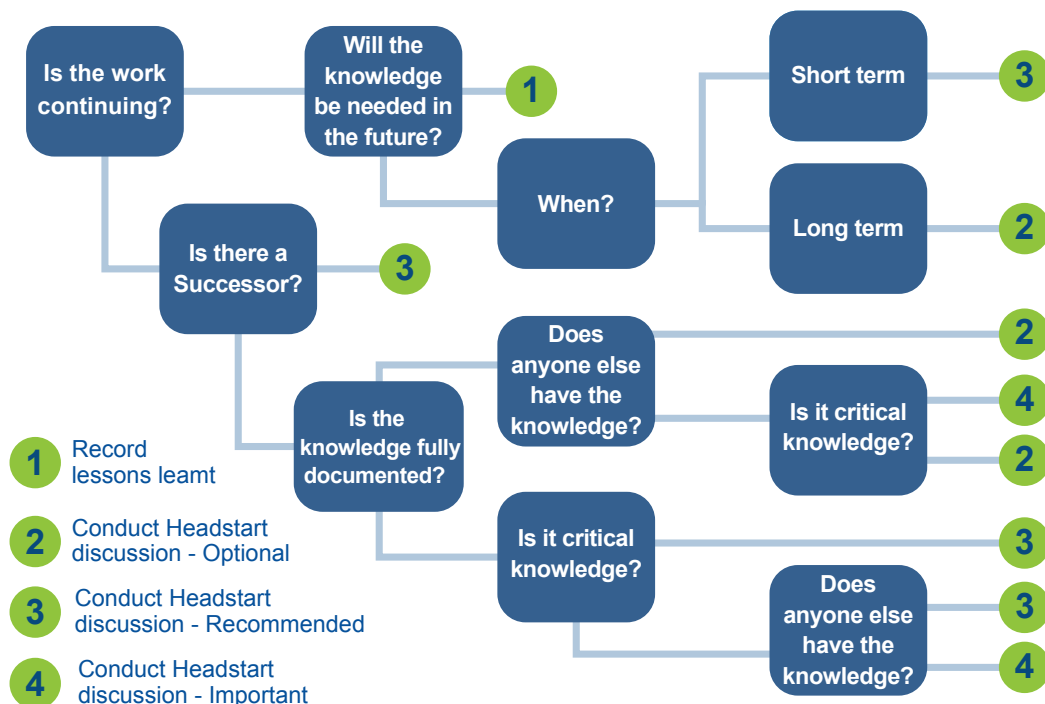 Is the work
continuing?
Will the
knowledge
be needed in
the future?
1
When?
Short term
3
Long term
2
Is there a
Successor?
3
Is the
knowledge fully
documented?
Does
anyone else
have the
knowledge?
2
Is it critical
knowledge?
4
2
Is it critical
knowledge?
3
Does
anyone else
have the
knowledge?
3
4
1
Record
lessons leamt
2
Conduct Headstart
discussion - Optional
3
Conduct Headstart
discussion - Recommended
4
Conduct Headstart
discussion - Important